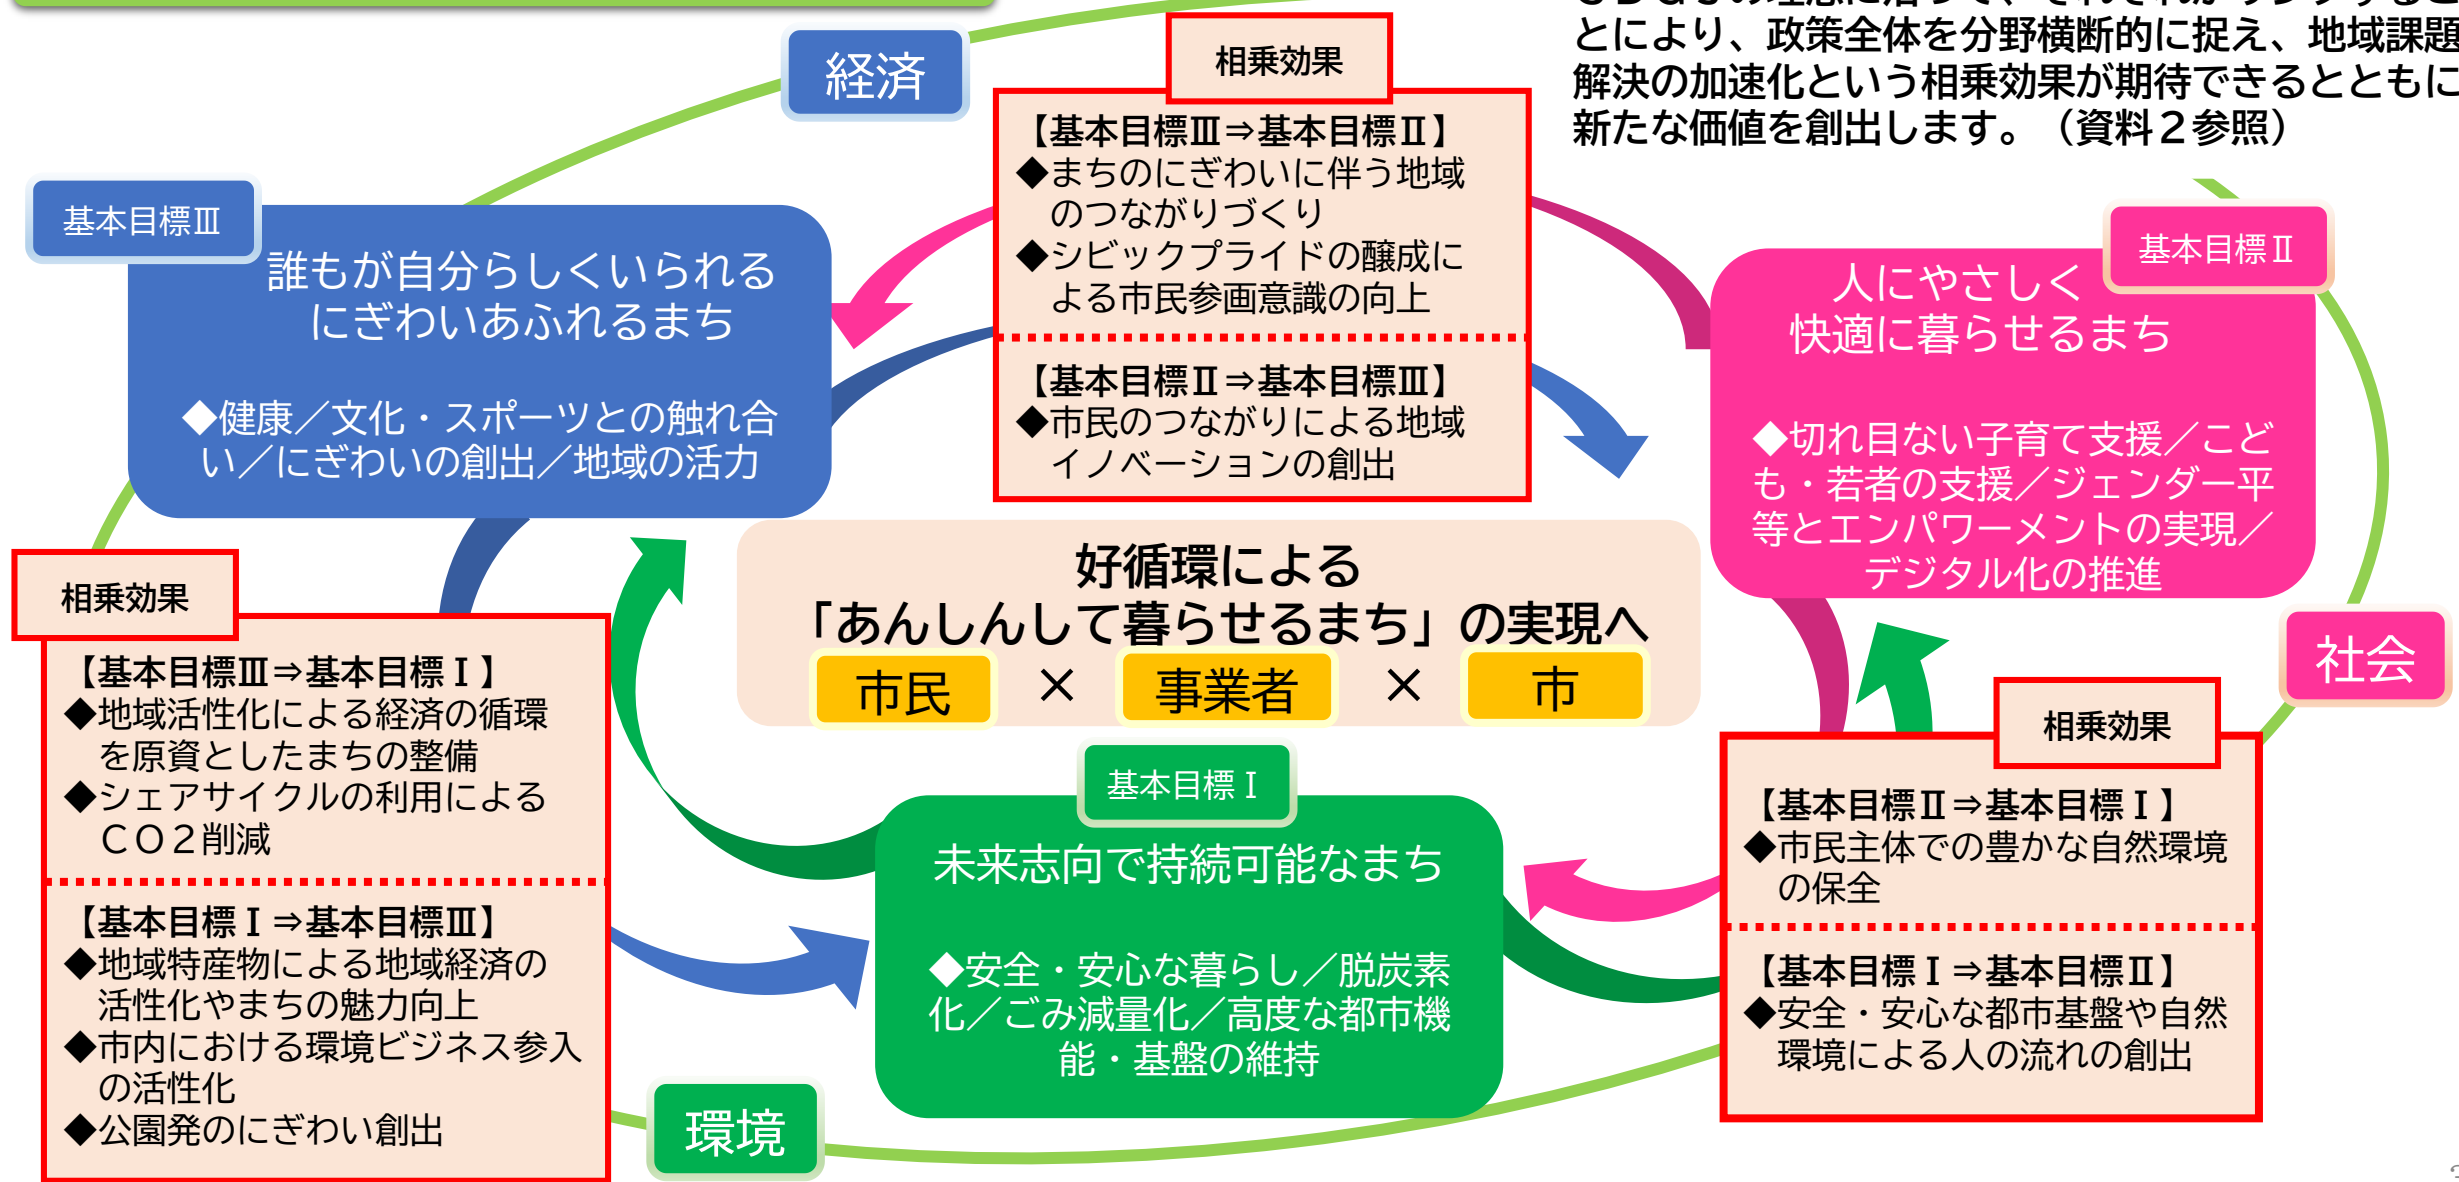 とにより、政策全体を分野横断的に捉え、地域課題
解決の加速化という相乗効果が期待できるとともに
新たな価値を創出します。（資料２参照）
経済
相乗効果
【基本目標Ⅲ⇒基本目標Ⅱ】
◆まちのにぎわいに伴う地域
のつながりづくり
◆シビックプライドの醸成に
よる市民参画意識の向上
【基本目標Ⅱ⇒基本目標Ⅲ】
◆市民のつながりによる地域
イノベーションの創出
基本目標Ⅲ
誰もが自分らしくいられる
にぎわいあふれるまち
◆健康／文化・スポーツとの触れ合
い／にぎわいの創出／地域の活力
基本目標Ⅱ
人にやさしく
快適に暮らせるまち
◆切れ目ない子育て支援／こど
も・若者の支援／ジェンダー平
等とエンパワーメントの実現／
デジタル化の推進
社会
好循環による
「あんしんして暮らせるまち」の実現へ
市民 × 事業者 × 市
相乗効果
【基本目標Ⅲ⇒基本目標Ⅰ】
◆地域活性化による経済の循環
を原資としたまちの整備
◆シェアサイクルの利用による
ＣＯ２削減
【基本目標Ⅰ⇒基本目標Ⅲ】
◆地域特産物による地域経済の
活性化やまちの魅力向上
◆市内における環境ビジネス参入
の活性化
◆公園発のにぎわい創出
基本目標Ⅰ
未来志向で持続可能なまち
◆安全・安心な暮らし／脱炭素
化／ごみ減量化／高度な都市機
能・基盤の維持
環境
相乗効果
【基本目標Ⅱ⇒基本目標Ⅰ】
◆市民主体での豊かな自然環境
の保全
【基本目標Ⅰ⇒基本目標Ⅱ】
◆安全・安心な都市基盤や自然
環境による人の流れの創出